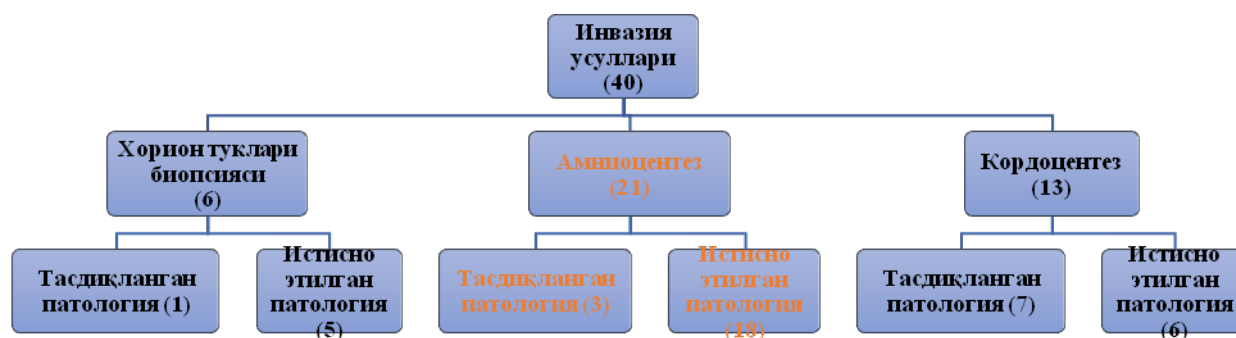 Инвазия
усуллари
(40)
Хорион туклари
биопсияси
(6)
Амниоцентез
(21)
Кордоцентез
(13)
Тасдиқланган
патология (1)
Истисно
этилган
патология
(5)
Тасдиқланган
патология (3)
Истисно
этилган
патология
(18)
Тасдиқланган
патология (7)
Истисно
этилган
патология
(6)